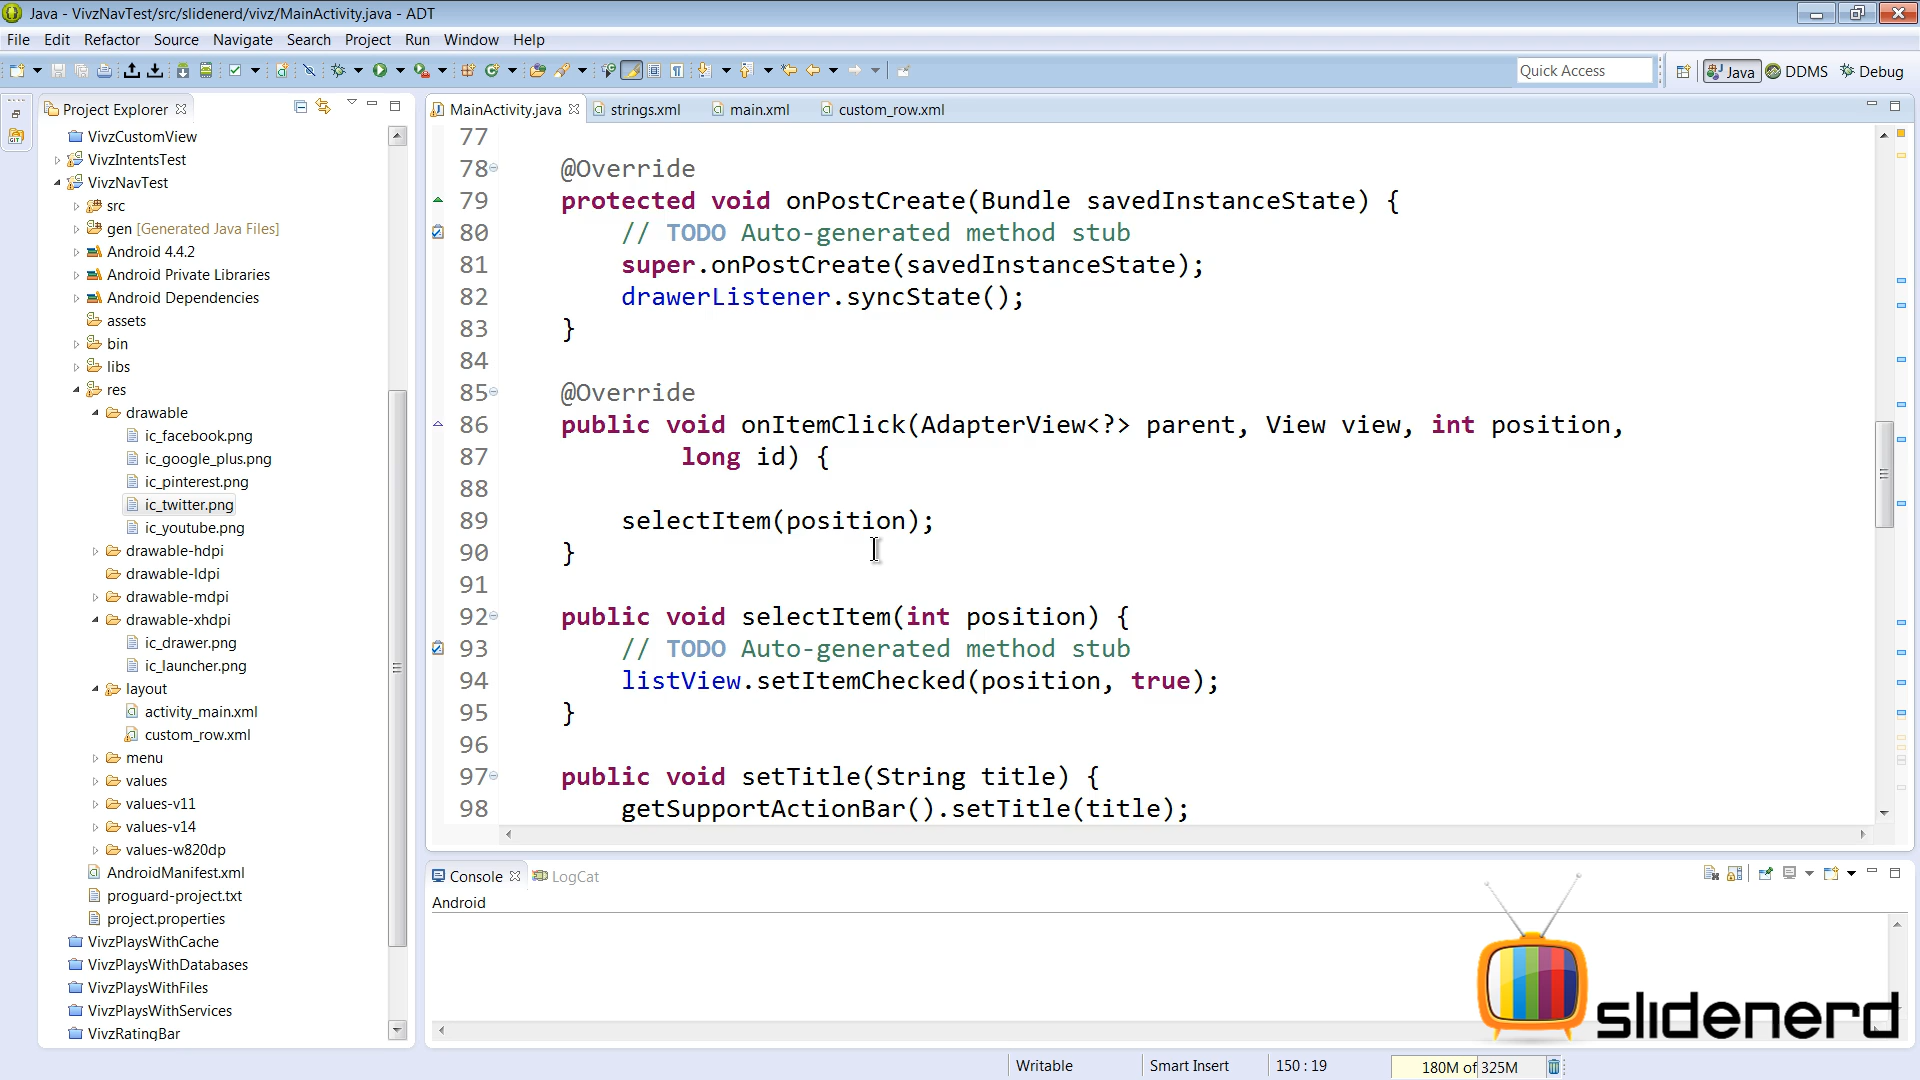 Java - VivzNavTest/src/slidenerd/vivz/MainActivity.java - ADT
File Edit Refactor Source Navigate Search Project Run Window Help
Quick Access
Java
DDMS
Debug
Project Explorer
VivzCustomView
VivzIntentsTest
VivzNavTest
src
gen [Generated Java Files]
Android 4.4.2
Android Private Libraries
Android Dependencies
assets
bin
libs
res
drawable
ic_facebook.png
ic_google_plus.png
ic_pinterest.png
ic_twitter.png
ic_youtube.png
drawable-hdpi
drawable-ldpi
drawable-mdpi
drawable-xhdpi
ic_drawer.png
ic_launcher.png
layout
activity_main.xml
custom_row.xml
menu
values
values-v11
values-v14
values-w820dp
AndroidManifest.xml
proguard-project.txt
project.properties
VivzPlaysWithCache
VivzPlaysWithDatabases
VivzPlaysWithFiles
VivzPlaysWithServices
VivzRatingBar
MainActivity.java strings.xml main.xml custom_row.xml
77
78 @Override
79 protected void onPostCreate(Bundle savedInstanceState) {
80 // TODO Auto-generated method stub
81 super.onPostCreate(savedInstanceState);
82 drawerListener.syncState();
83 }
84
85 @Override
86 public void onItemClick(AdapterView<?> parent, View view, int position,
87 long id) {
88
89 selectItem(position);
90 }
91
92 public void selectItem(int position) {
93 // TODO Auto-generated method stub
94 listView.setItemChecked(position, true);
95 }
96
97 public void setTitle(String title) {
98 getSupportActionBar().setTitle(title);
Console LogCat
Android
slidenerd
Writable Smart Insert 150 : 19 180M of 325M